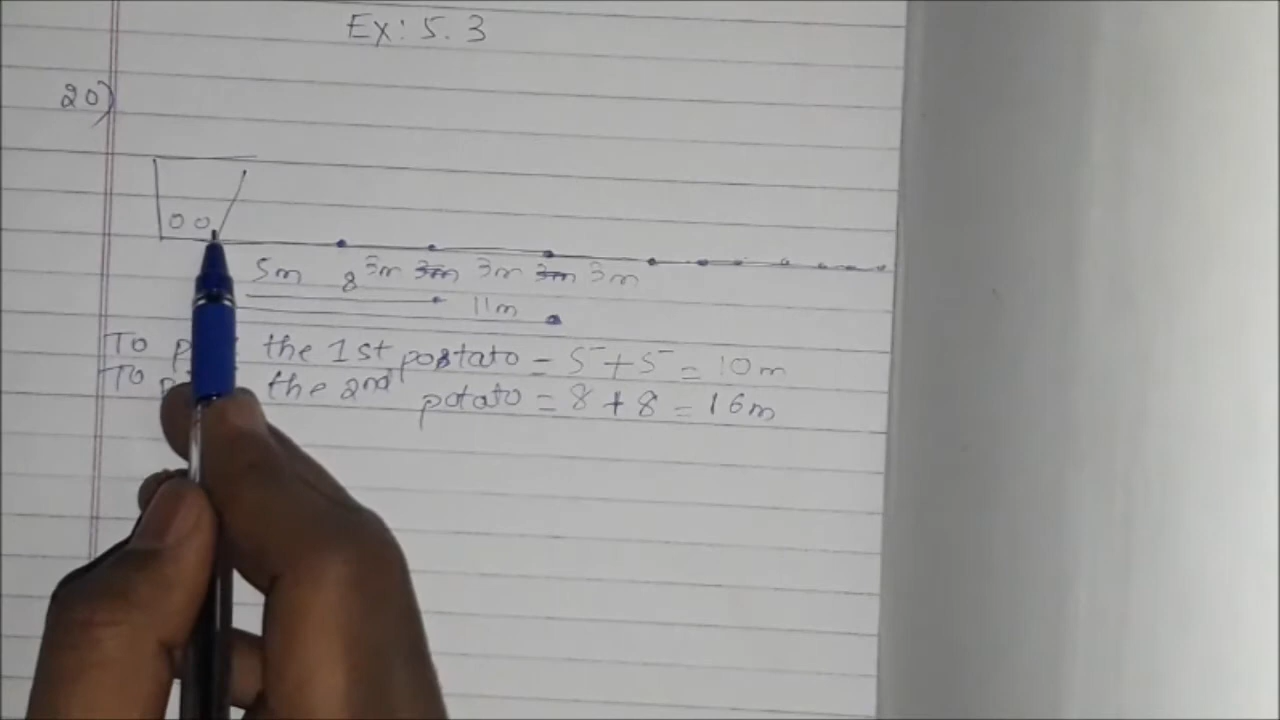 Ex: 5.3
20)
00
5m 8 3m 3m 3m 3m 3m
11m
To the 1st postato = 5 + 5 = 10m
To the 2nd potato = 8 + 8 = 16m